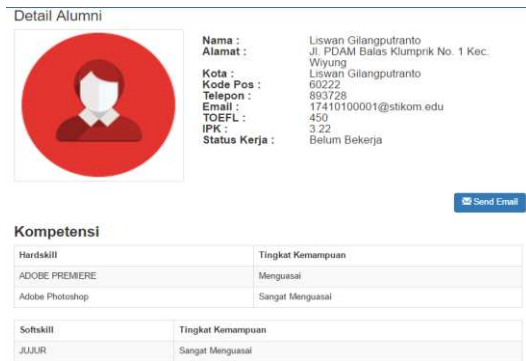 Detail Alumni
Nama : Liswan Gilangputranto
Alamat : Jl. PDAM Balas Klumprik No. 1 Kec.
Wiyung
Kota : Liswan Gilangputranto
Kode Pos : 60222
Telepon : 893728
Email : 17410100001@stikom.edu
TOEFL : 450
IPK : 3.22
Status Kerja : Belum Bekerja
Send Email
Kompetensi
Hardskill Tingkat Kemampuan
ADOBE PREMIERE Menguasai
Adobe Photoshop Sangat Menguasai
Softskill Tingkat Kemampuan
JUJUR Sangat Menguasai